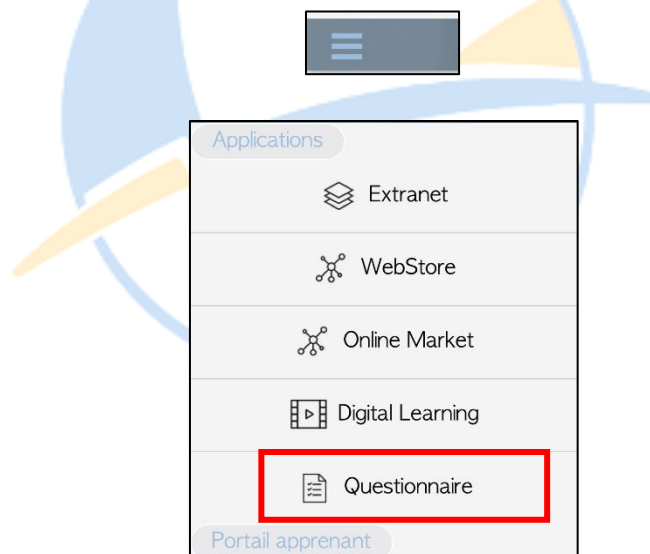 Applications
Extranet
WebStore
Online Market
Digital Learning
Questionnaire
Portail apprenant